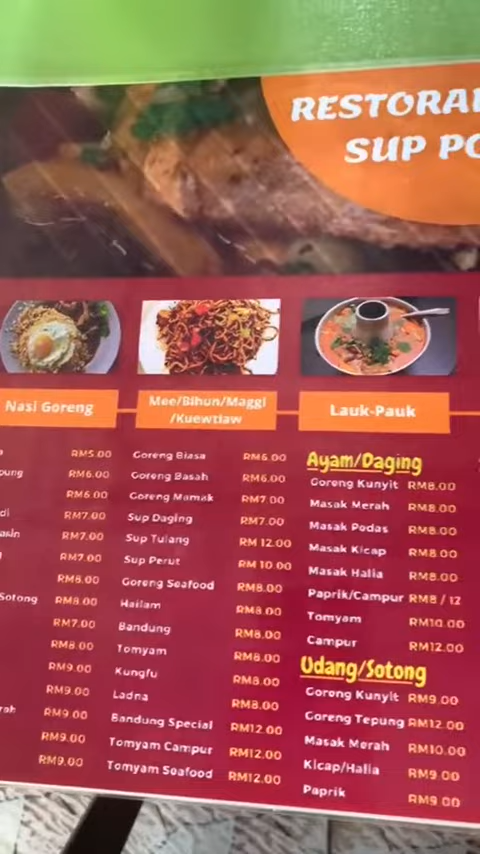 RESTORA
SUP PO
Nasi Goreng
RM5.00
RM6.00
RM6.00
RM7.00
RM7.00
RM7.00
RM8.00
Sotong RM8.00
RM7.00
RM8.00
RM9.00
RM9.00
RM9.00
RM9.00
RM9.00
Mee/Bihun/Maggi
/Kuewtiaw
Goreng Biasa RM6.00
Goreng Basah RM6.00
Goreng Mamak RM7.00
Sup Daging RM7.00
Sup Tulang RM12.00
Sup Perut RM10.00
Goreng Seafood RM8.00
Hailam RM8.00
Bandung RM8.00
Tomyam RM8.00
Kungfu RM8.00
Ladna RM8.00
Bandung Special RM12.00
Tomyam Campur RM12.00
Tomyam Seafood RM12.00
Lauk-Pauk
Ayam/Daging
Goreng Kunyit RM8.00
Masak Merah RM8.00
Masak Pedas RM8.00
Masak Kicap RM8.00
Masak Halia RM8.00
Paprik/Campur RM8 / 12
Tomyam RM10.00
Campur RM12.00
Udang/Sotong
Goreng Kunyit RM9.00
Goreng Tepung RM12.00
Masak Merah RM10.00
Kicap/Halia RM9.00
Paprik RM9.00